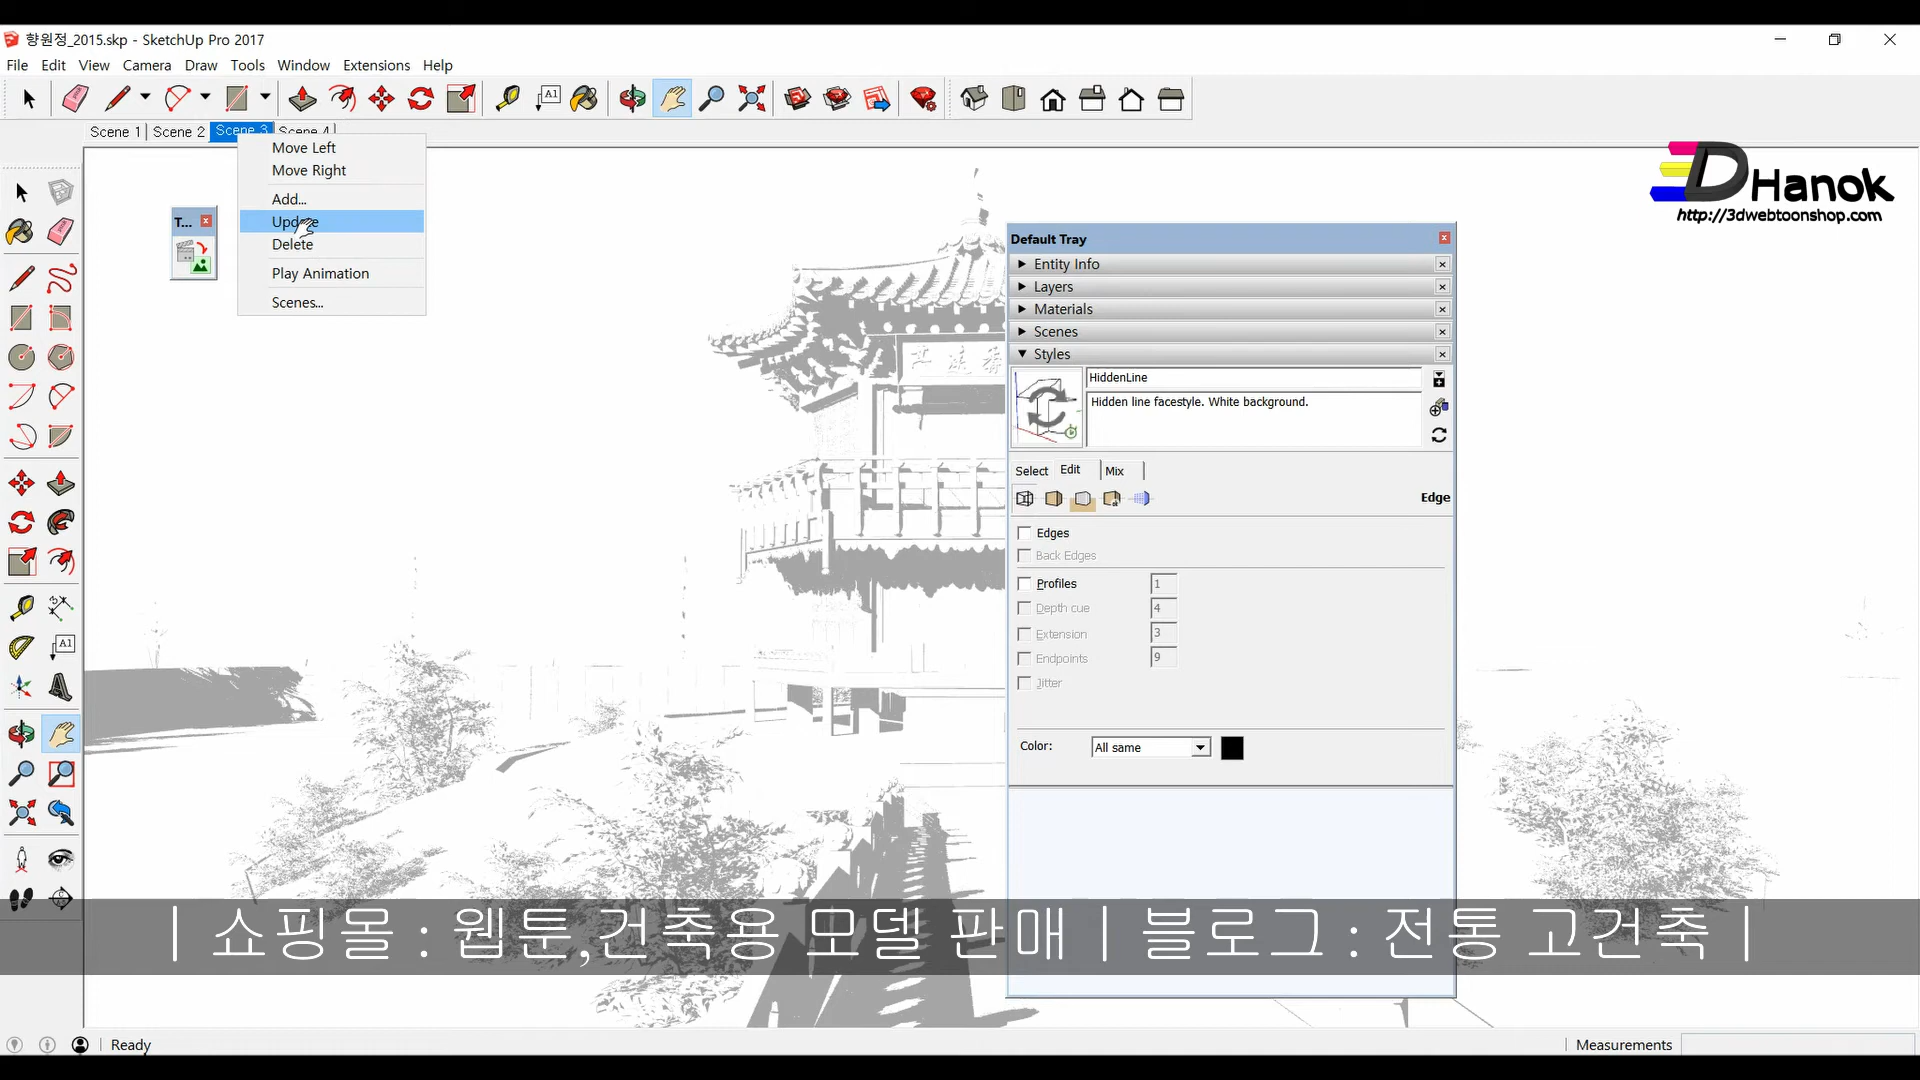 향원정_2015.skp - SketchUp Pro 2017
File Edit View Camera Draw Tools Window Extensions Help
A1
Scene 1 Scene 2 Scene 3 Scene 4
Move Left
Move Right
Add...
Update
Delete
Play Animation
Scenes...
T...
3D Hanok
http://3dwebtoonshop.com
Default Tray
Entity Info
Layers
Materials
Scenes
Styles
HiddenLine
Hidden line facestyle. White background.
Select Edit Mix
Edge
Edges
Back Edges
Profiles 1
Depth cue 4
Extension 3
Endpoints 9
Jitter
Color: All same
A1
| 쇼핑몰 : 웹툰,건축용 모델 판매 | 블로그 : 전통 고건축 |
Ready
Measurements